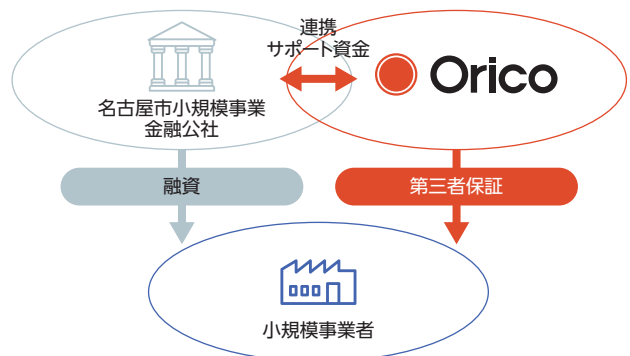 連携
サポート資金
Orico
名古屋市小規模事業
金融公社
融資
第三者保証
小規模事業者